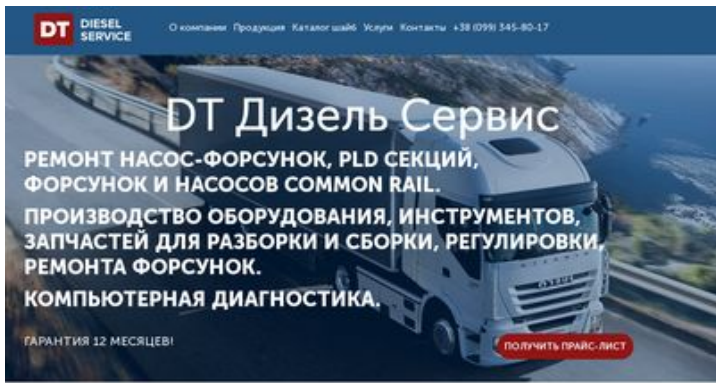 DT DIESEL SERVICE
О компании Продукция Каталог шайб Услуги Контакты +38 (099) 345-80-17
DT Дизель Сервис
РЕМОНТ НАСОС-ФОРСУНОК, PLD СЕКЦИЙ,
ФОРСУНОК И НАСОСОВ COMMON RAIL.
ПРОИЗВОДСТВО ОБОРУДОВАНИЯ, ИНСТРУМЕНТОВ,
ЗАПЧАСТЕЙ ДЛЯ РАЗБОРКИ И СБОРКИ, РЕГУЛИРОВКИ,
РЕМОНТА ФОРСУНОК.
КОМПЬЮТЕРНАЯ ДИАГНОСТИКА.
ГАРАНТИЯ 12 МЕСЯЦЕВ!
ПОЛУЧИТЬ ПРАЙС-ЛИСТ